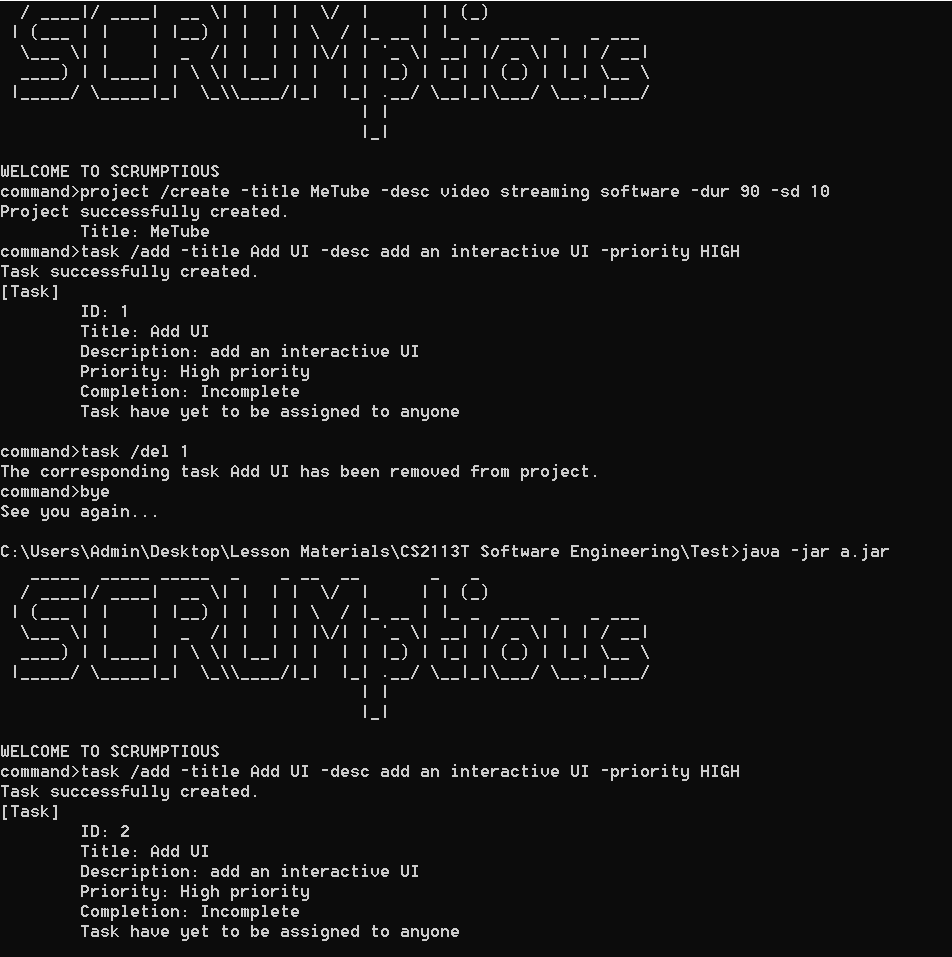 SCRUMptious
WELCOME TO SCRUMPTIOUS
command>project /create -title MeTube -desc video streaming software -dur 90 -sd 10
Project successfully created.
Title: MeTube
command>task /add -title Add UI -desc add an interactive UI -priority HIGH
Task successfully created.
[Task]
ID: 1
Title: Add UI
Description: add an interactive UI
Priority: High priority
Completion: Incomplete
Task have yet to be assigned to anyone
command>task /del 1
The corresponding task Add UI has been removed from project.
command>bye
See you again...
C:\Users\Admin\Desktop\Lesson Materials\CS2113T Software Engineering\Test>java -jar a.jar
SCRUMptious
WELCOME TO SCRUMPTIOUS
command>task /add -title Add UI -desc add an interactive UI -priority HIGH
Task successfully created.
[Task]
ID: 2
Title: Add UI
Description: add an interactive UI
Priority: High priority
Completion: Incomplete
Task have yet to be assigned to anyone